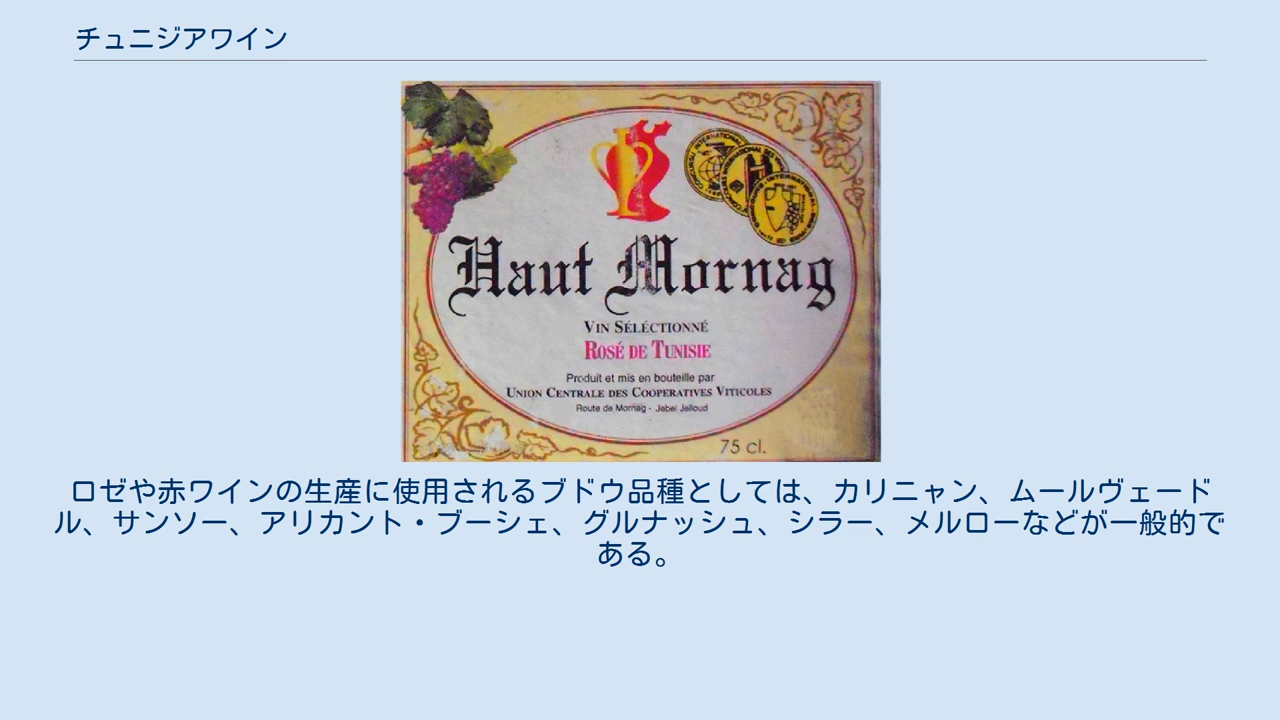 チュニジアワイン
Haut Mornag
VIN SÉLÉCTIONNÉ
ROSÉ DE TUNISIE
Produit et mis en bouteille par
UNION CENTRALE DES COOPERATIVES VITICOLES
Route de Mornag - Jebel Jelloud
75 cl.
ロゼや赤ワインの生産に使用されるブドウ品種としては、カリニャン、ムールヴェード
ル、サンソー、アリカント・ブーシェ、グルナッシュ、シラー、メルローなどが一般的で
ある。